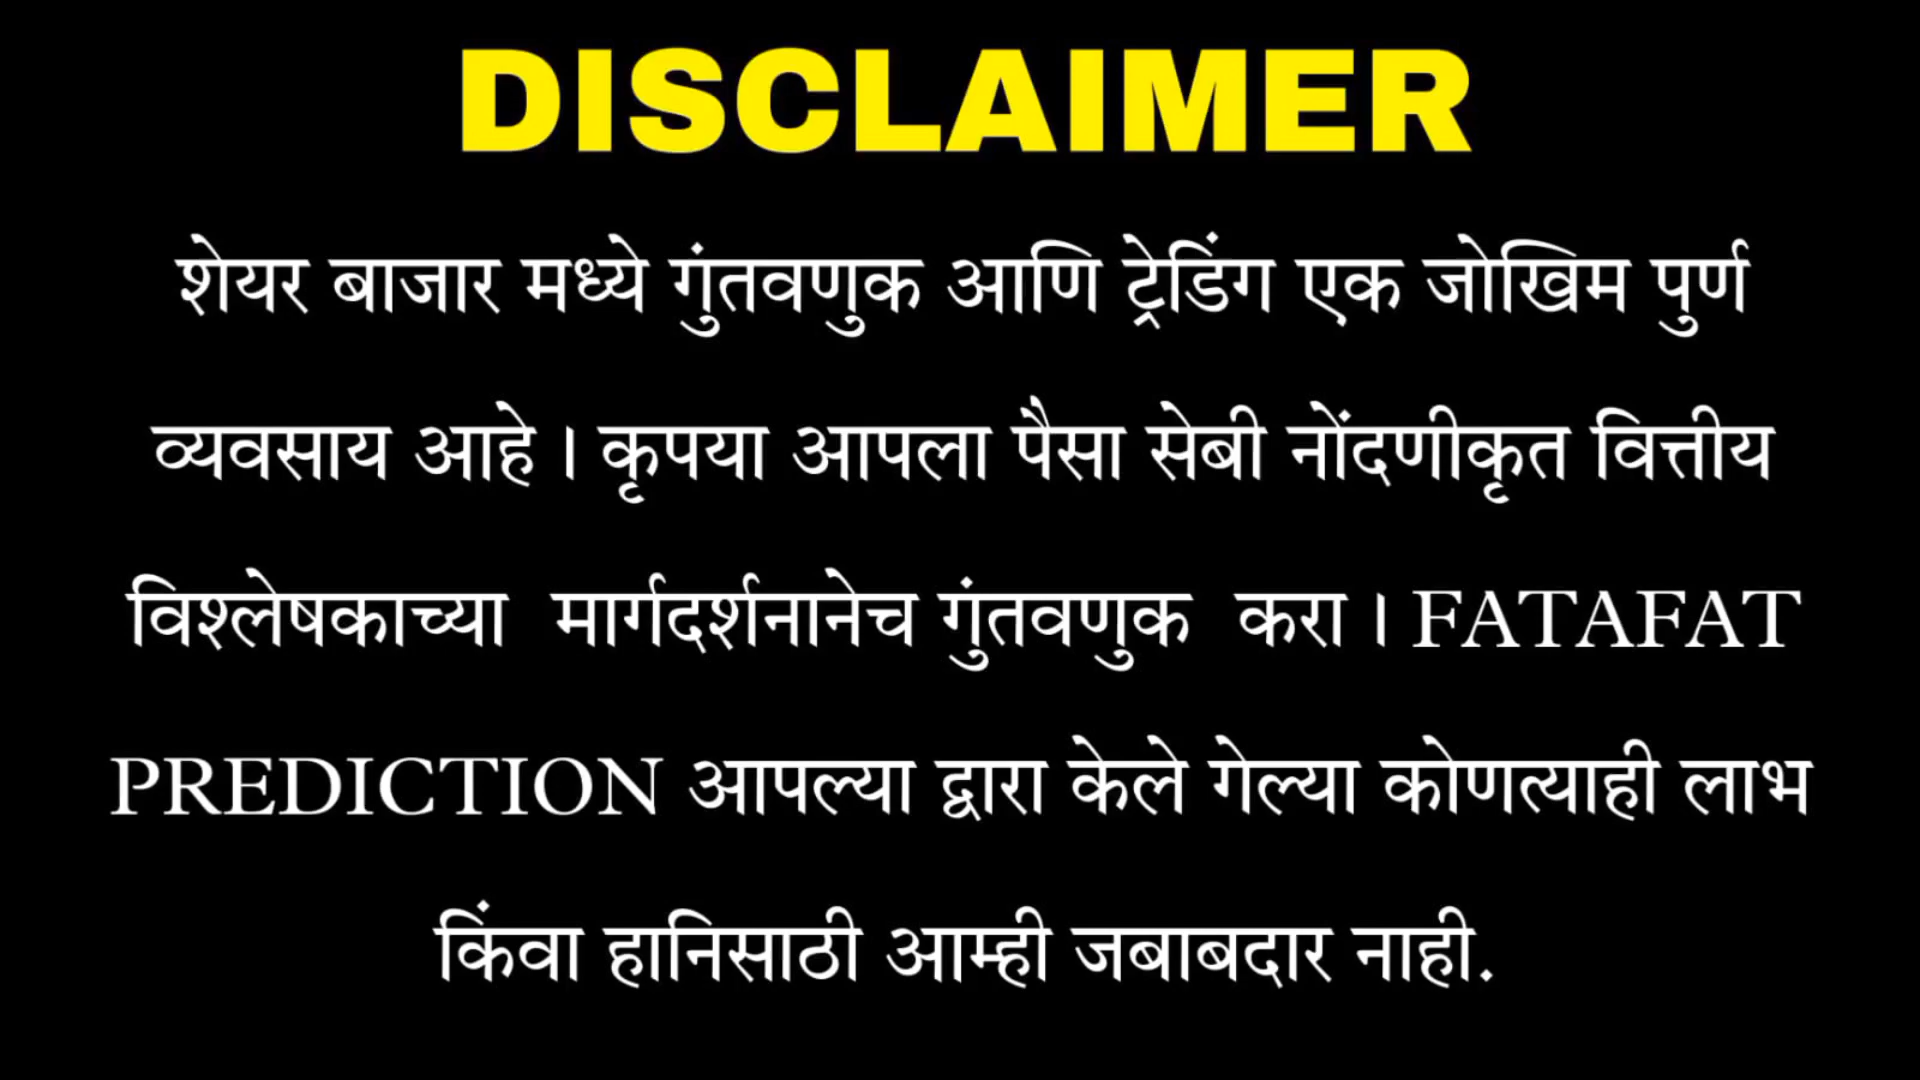 DISCLAIMER
शेयर बाजार मध्ये गुंतवणुक आणि ट्रेडिंग एक जोखिम पुर्ण
व्यवसाय आहे । कृपया आपला पैसा सेबी नोंदणीकृत वित्तीय
विश्लेषकाच्या मार्गदर्शनानेच गुंतवणुक करा । FATAFAT
PREDICTION आपल्या द्वारा केले गेल्या कोणत्याही लाभ
किंवा हानिसाठी आम्ही जबाबदार नाही.